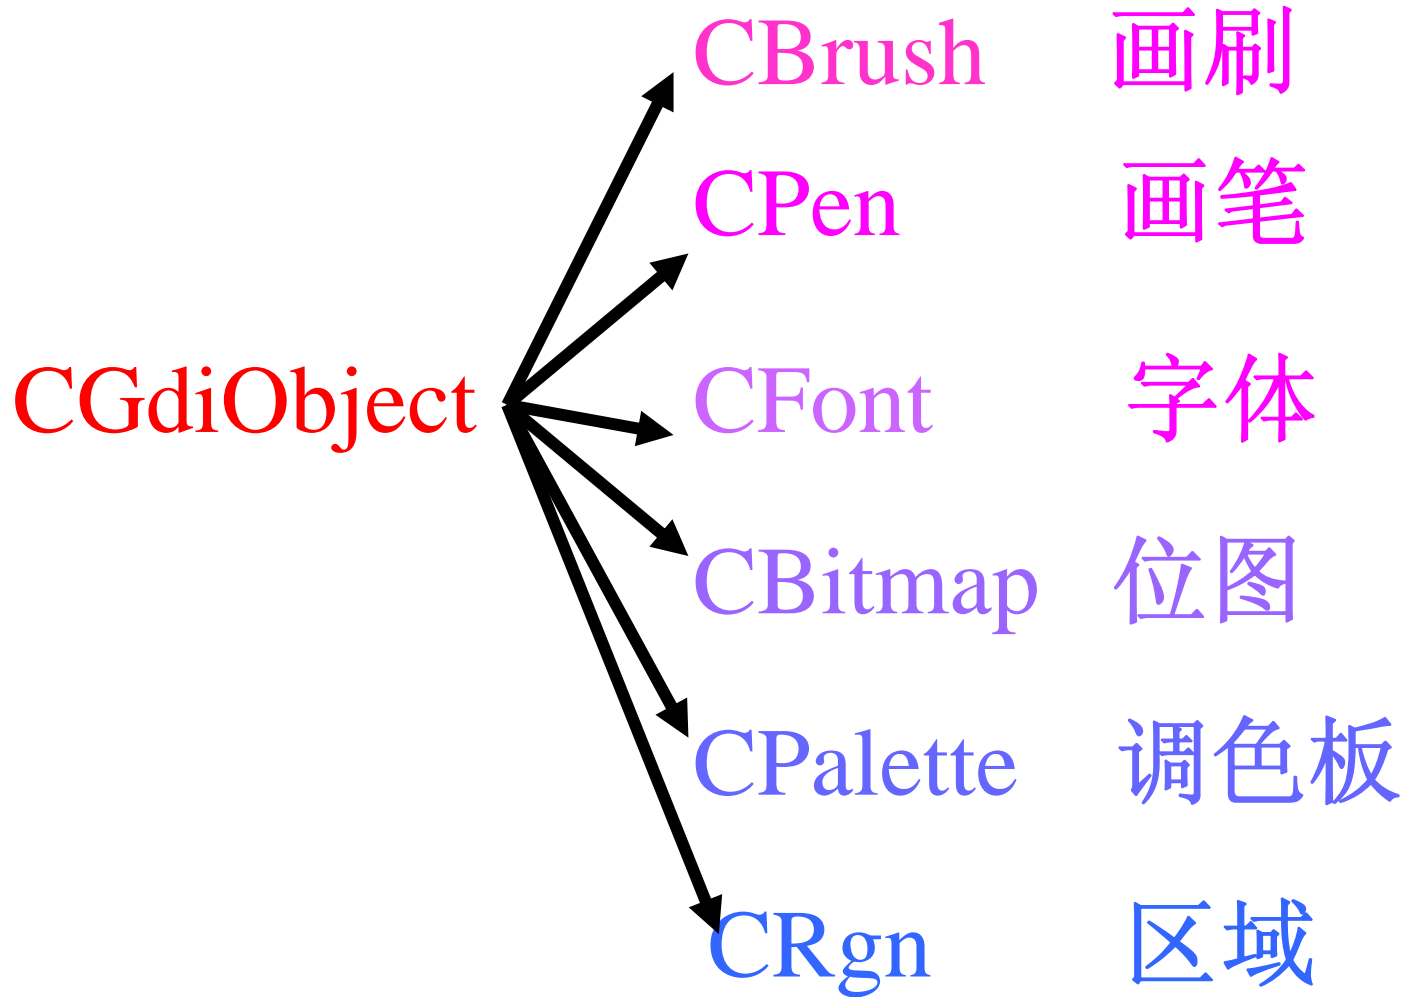 CBrush 画刷
CPen 画笔
CGdiObject
CFont 字体
CBitmap 位图
CPalette 调色板
CRgn 区域